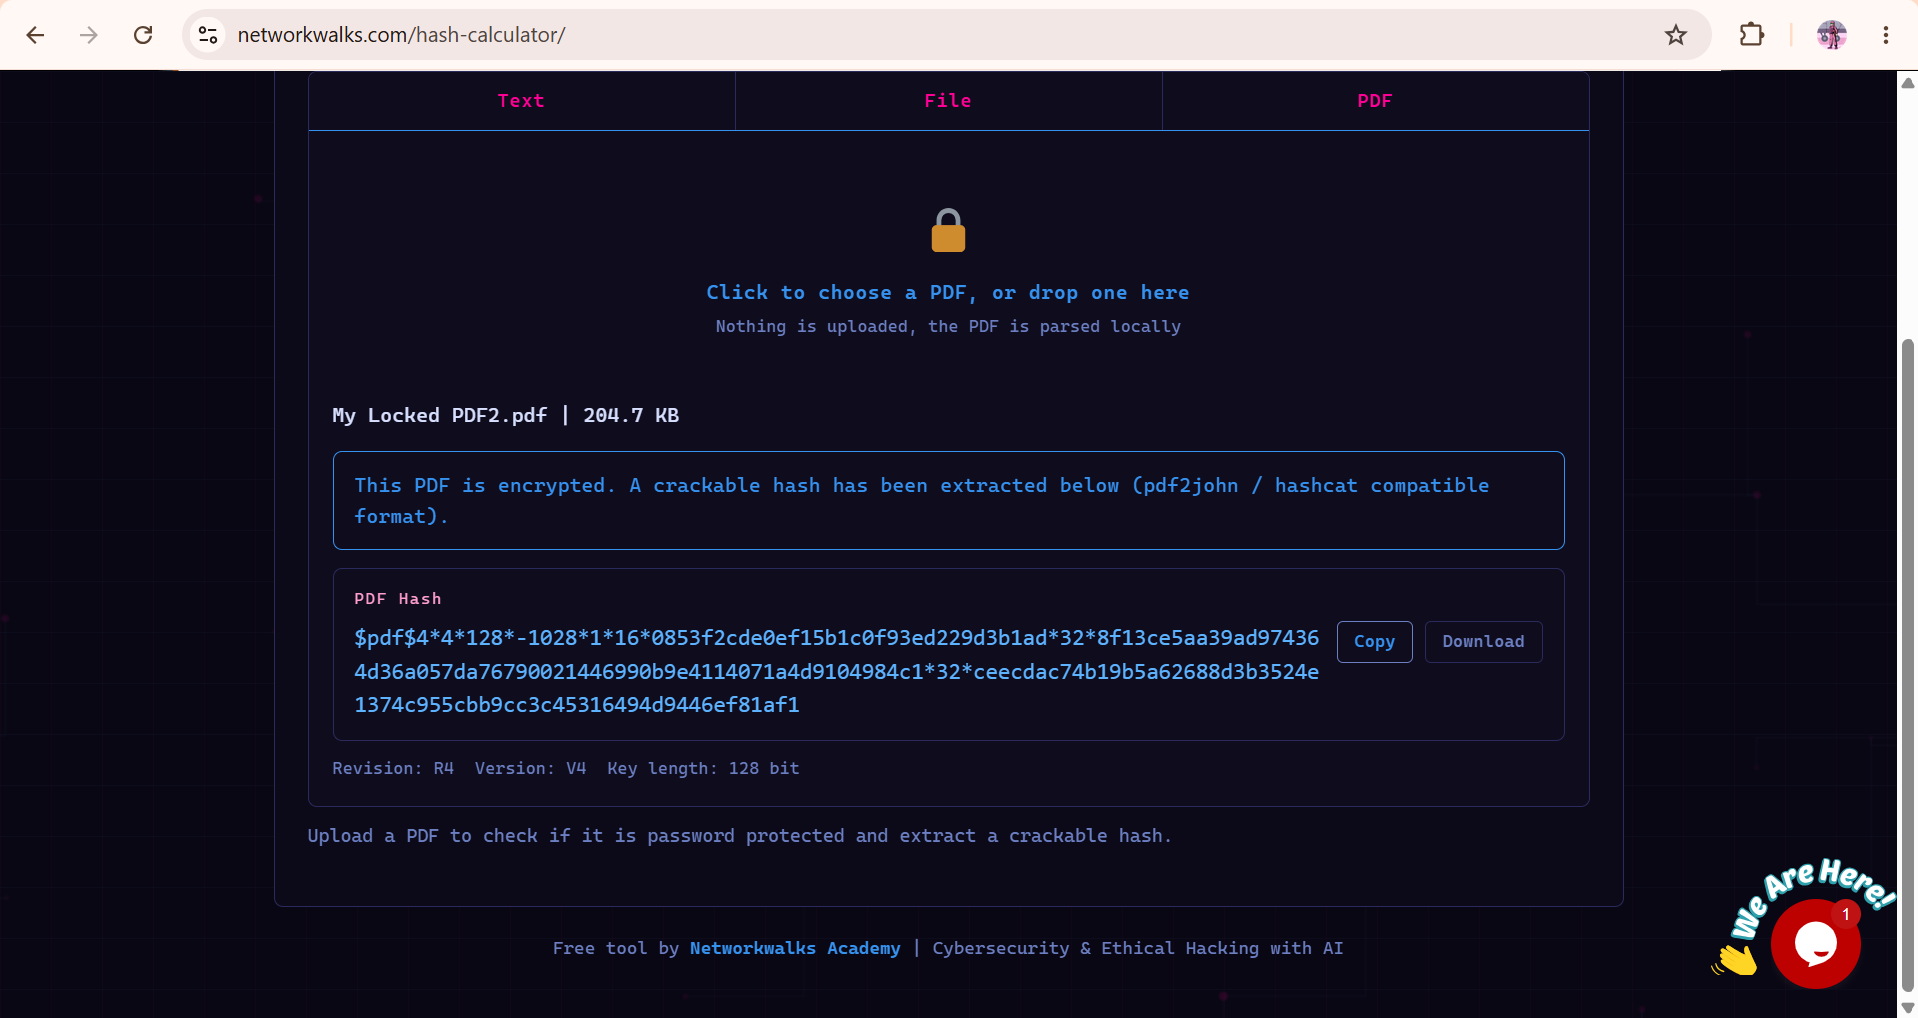 networkwalks.com/hash-calculator/
Text File PDF
Click to choose a PDF, or drop one here
Nothing is uploaded, the PDF is parsed locally
My Locked PDF2.pdf | 204.7 KB
This PDF is encrypted. A crackable hash has been extracted below (pdf2john / hashcat compatible
format).
PDF Hash
$pdf$4*4*128*-1028*1*16*0853f2cde0ef15b1c0f93ed229d3b1ad*32*8f13ce5aa39ad97436
4d36a057da76790021446990b9e4114071a4d9104984c1*32*ceecdac74b19b5a62688d3b3524e
1374c955cbb9cc3c45316494d9446ef81af1
Copy Download
Revision: R4 Version: V4 Key length: 128 bit
Upload a PDF to check if it is password protected and extract a crackable hash.
We Are Here!
1
Free tool by Networkwalks Academy | Cybersecurity & Ethical Hacking with AI